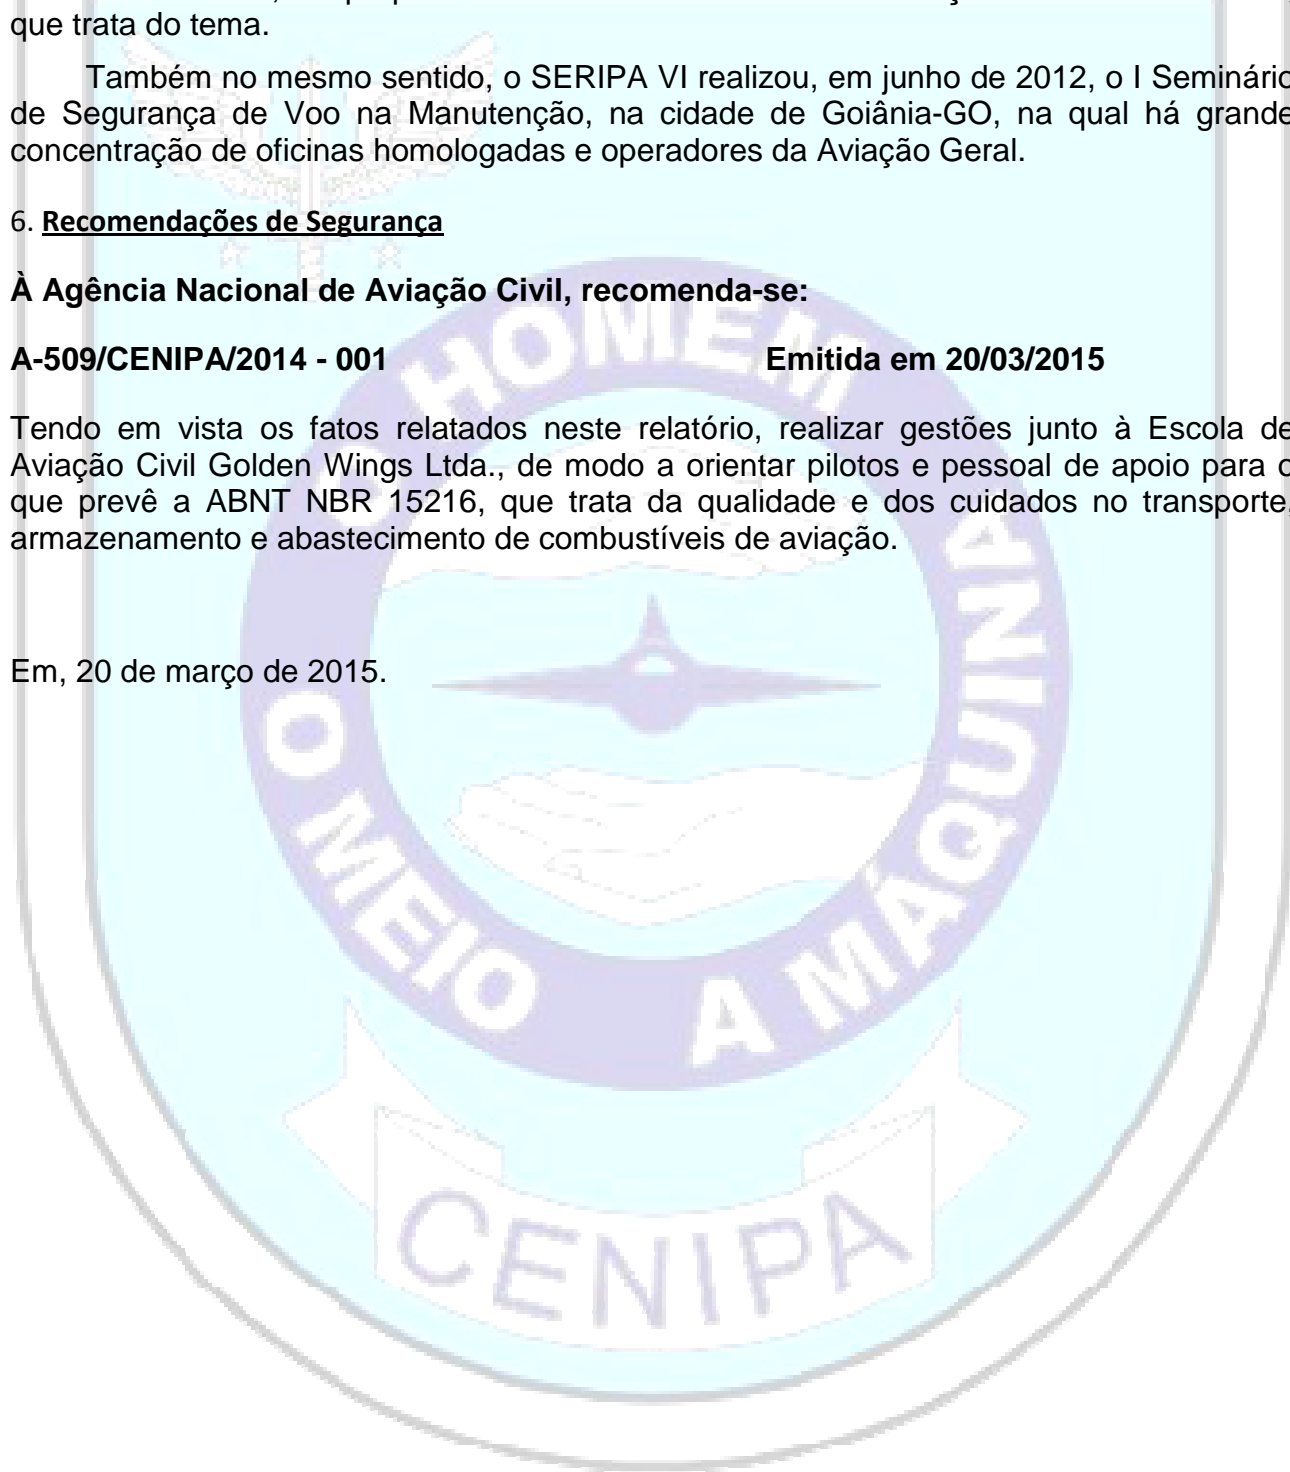 que trata do tema.
Também no mesmo sentido, o SERIPA VI realizou, em junho de 2012, o I Seminário
de Segurança de Voo na Manutenção, na cidade de Goiânia-GO, na qual há grande
concentração de oficinas homologadas e operadores da Aviação Geral.
6. Recomendações de Segurança
À Agência Nacional de Aviação Civil, recomenda-se:
A-509/CENIPA/2014 - 001 Emitida em 20/03/2015
Tendo em vista os fatos relatados neste relatório, realizar gestões junto à Escola de
Aviação Civil Golden Wings Ltda., de modo a orientar pilotos e pessoal de apoio para o
que prevê a ABNT NBR 15216, que trata da qualidade e dos cuidados no transporte,
armazenamento e abastecimento de combustíveis de aviação.
Em, 20 de março de 2015.
O HOMEM
O MEIO
A MÁQUINA
CENIPA